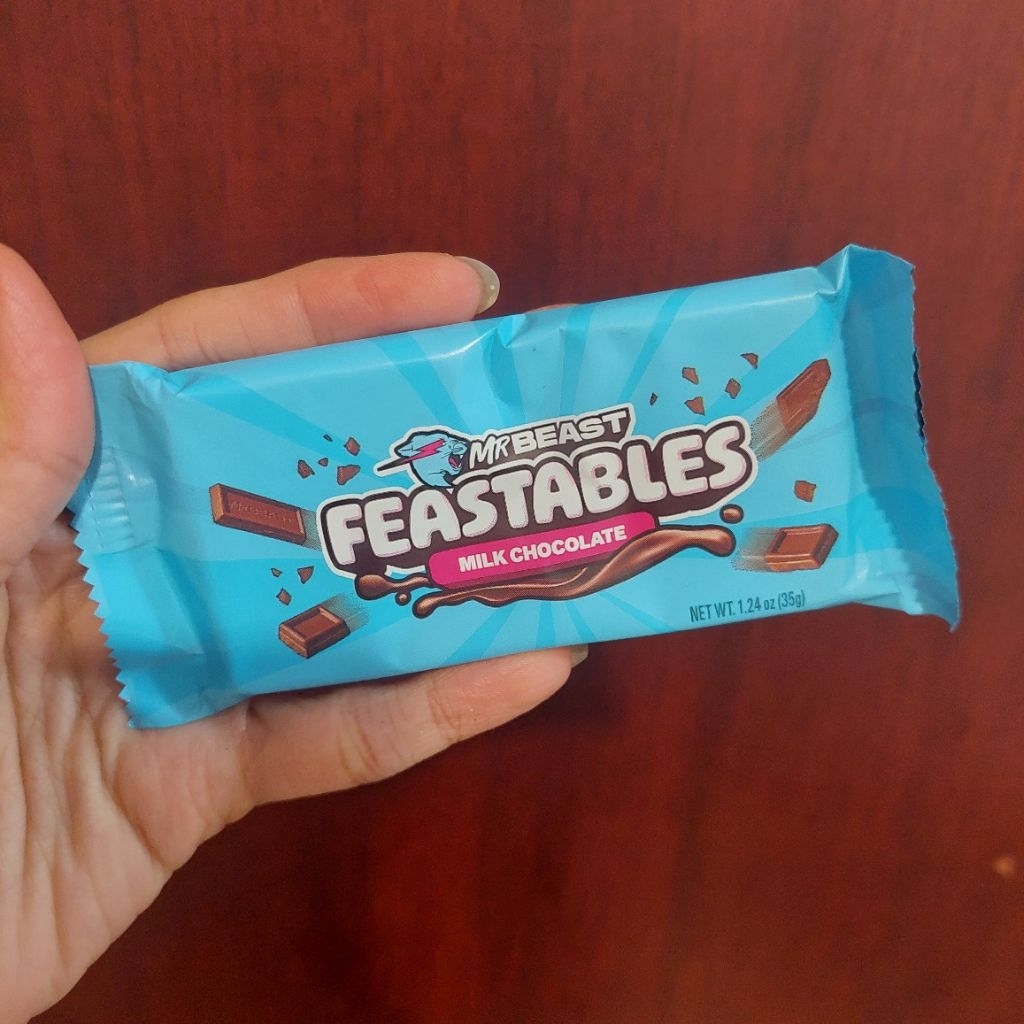 MR BEAST
FEASTABLES
MILK CHOCOLATE
NET WT. 1.24 oz (35g)